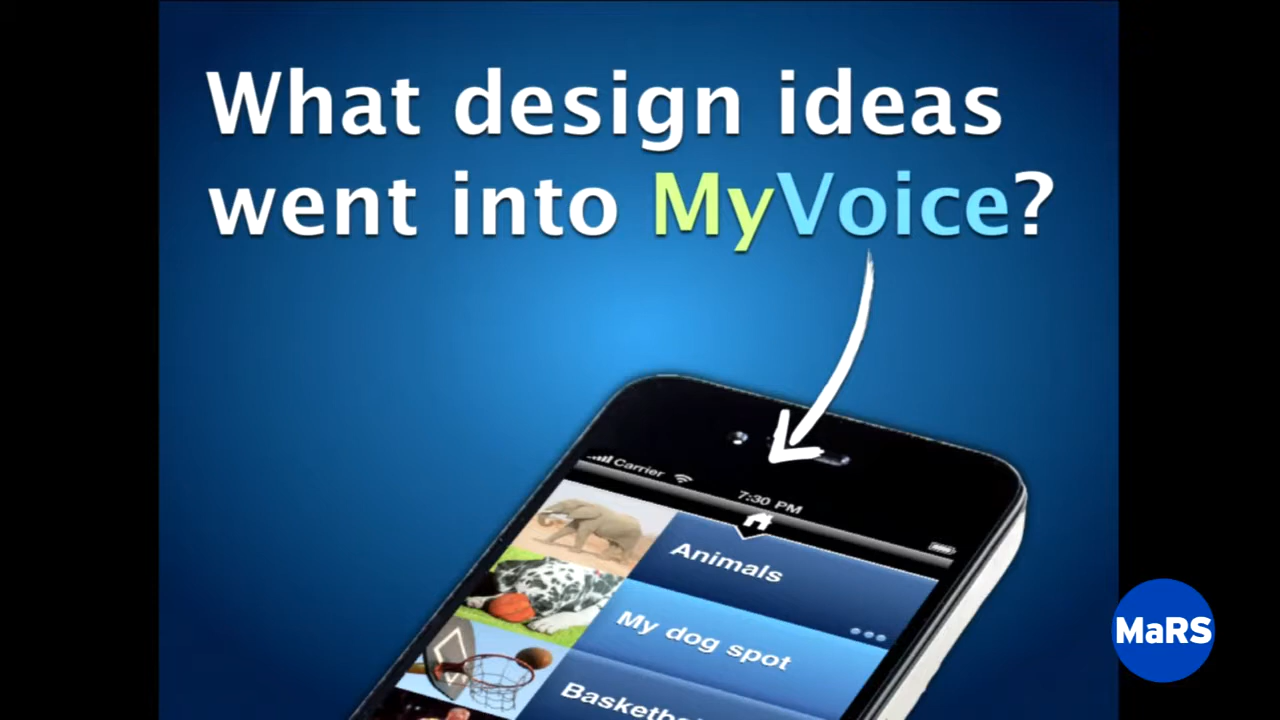 What design ideas
went into MyVoice?
Carrier
7:30 PM
Animals
My dog spot
MaRS